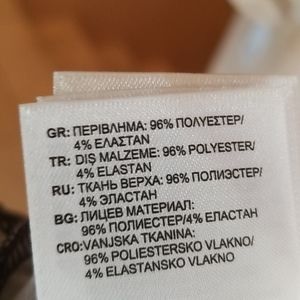 GR: ΠΕΡΙΒΛΗΜΑ: 96% ΠΟΛΥΕΣΤΕΡ/
4% ΕΛΑΣΤΑΝ
TR: DIŞ MALZEME: 96% POLYESTER/
4% ELASTAN
RU: ТКАНЬ ВЕРХА: 96% ПОЛИЭСТЕР/
4% ЭЛАСТАН
BG: ЛИЦЕВ МАТЕРИАЛ:
96% ПОЛИЕСТЕР/4% ЕЛАСТАН
CRO: VANJSKA TKANINA:
96% POLIESTERSKO VLAKNO/
4% ELASTANSKO VLAKNO